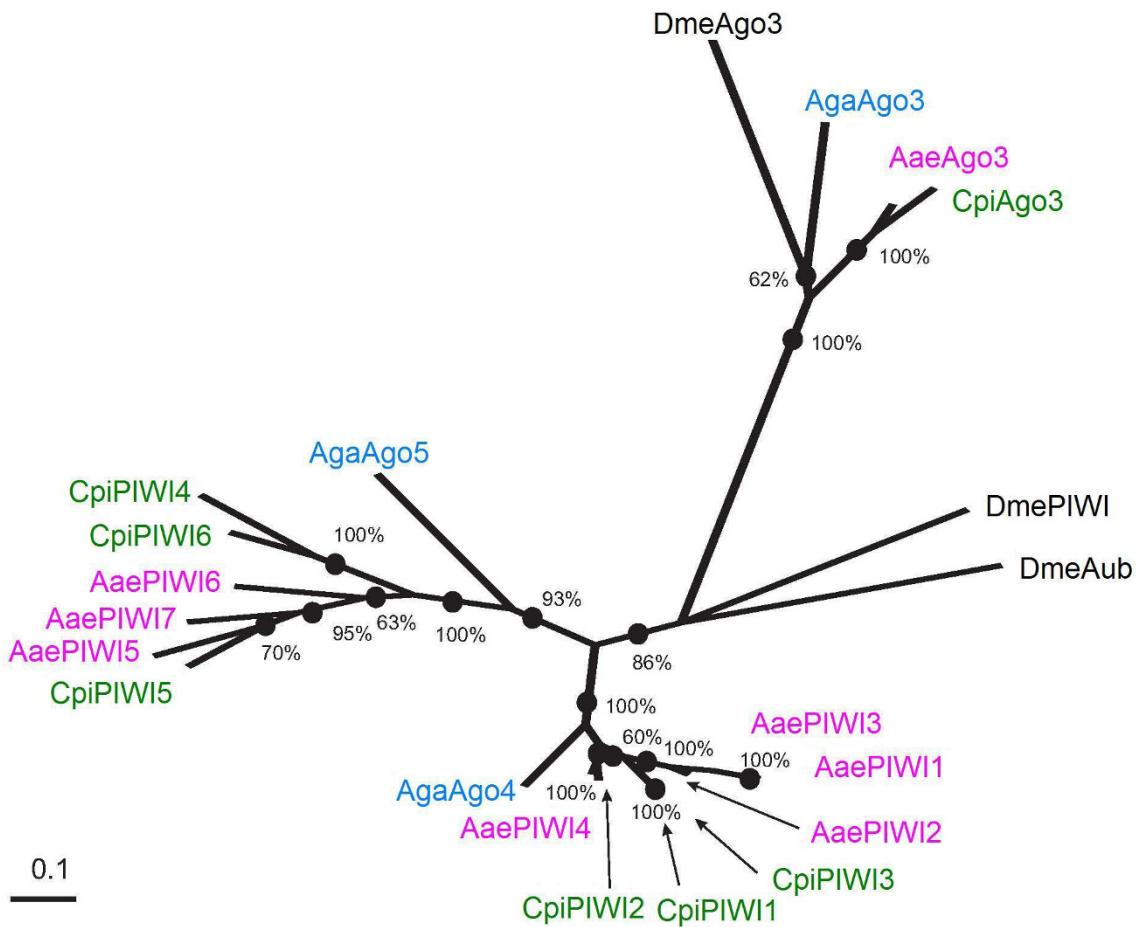 DmeAgo3
AgaAgo3
AaeAgo3
CpiAgo3
100%
62%
100%
AgaAgo5
CpiPIWI4
CpiPIWI6
100%
AaePIWI6
AaePIWI7
AaePIWI5
CpiPIWI5
70%
95%
63%
100%
93%
DmePIWI
DmeAub
86%
100%
60%
100%
AaePIWI3
100%
AaePIWI1
AgaAgo4
100%
100%
AaePIWI4
AaePIWI2
CpiPIWI3
CpiPIWI2
CpiPIWI1
0.1